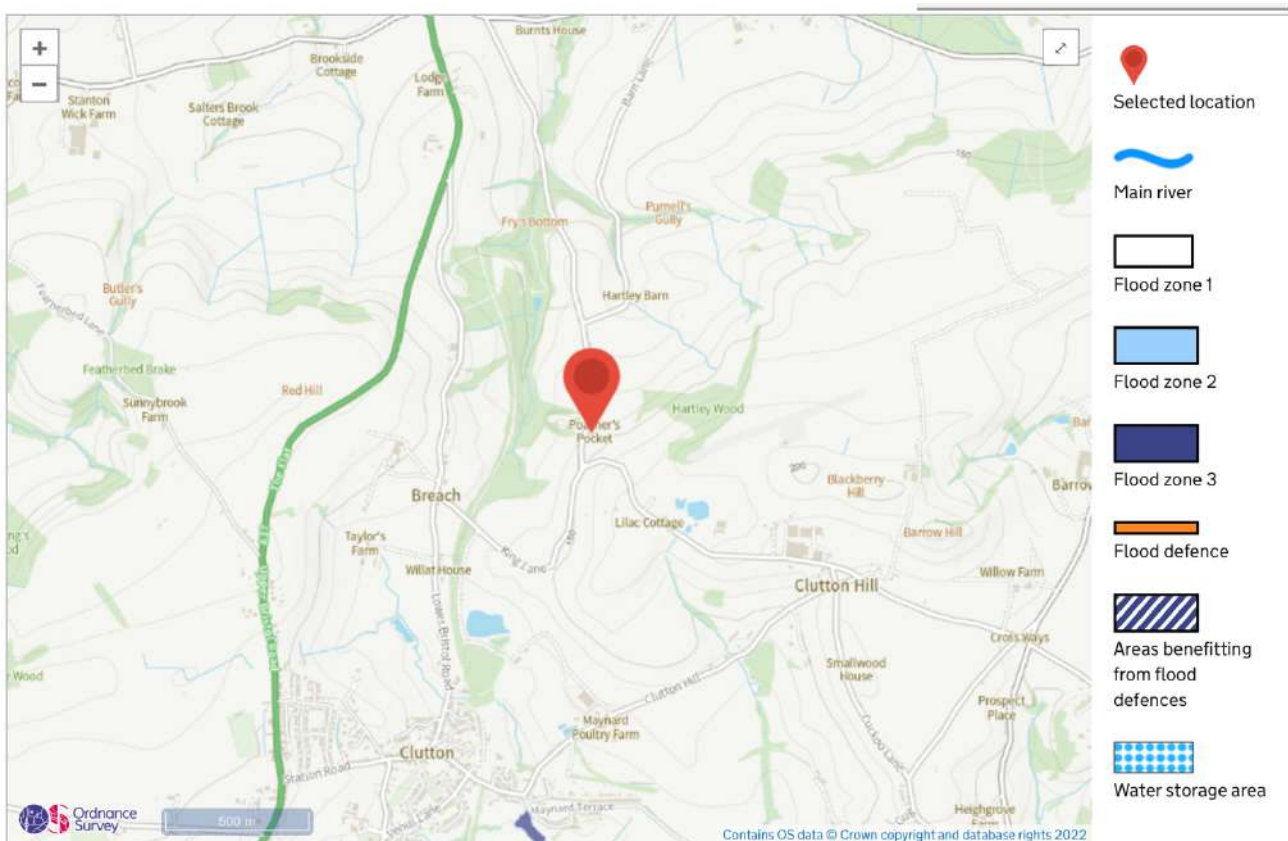 +
−
Burnts House
Brookside
Cottage
Lodge
Farm
Barn Lane
Stanton
Wick Farm
Salters Brook
Cottage
150
Purnell's
Gully
Fry's Bottom
Butler's
Gully
Hartley Barn
Featherbed Lane
Featherbed Brake
Red Hill
Sunnybrook
Farm
Hartley Wood
Pocket
The Flat
200
Blackberry
Hill
Breach
Lilac Cottage
Barrow Hill
Taylor's
Farm
King Lane
150
Willat House
Clutton Hill
Willow Farm
Lower Bristol Road
Cross Ways
Smallwood
House
Clutton Hill
Prospect
Place
Maynard
Poultry Farm
Cuckoo Lane
Clutton
Station Road
Maynard Terrace
Heighgrove
Ordnance
Survey
500 m
Contains OS data © Crown copyright and database rights 2022
Selected location
Main river
Flood zone 1
Flood zone 2
Flood zone 3
Flood defence
Areas benefitting
from flood
defences
Water storage area